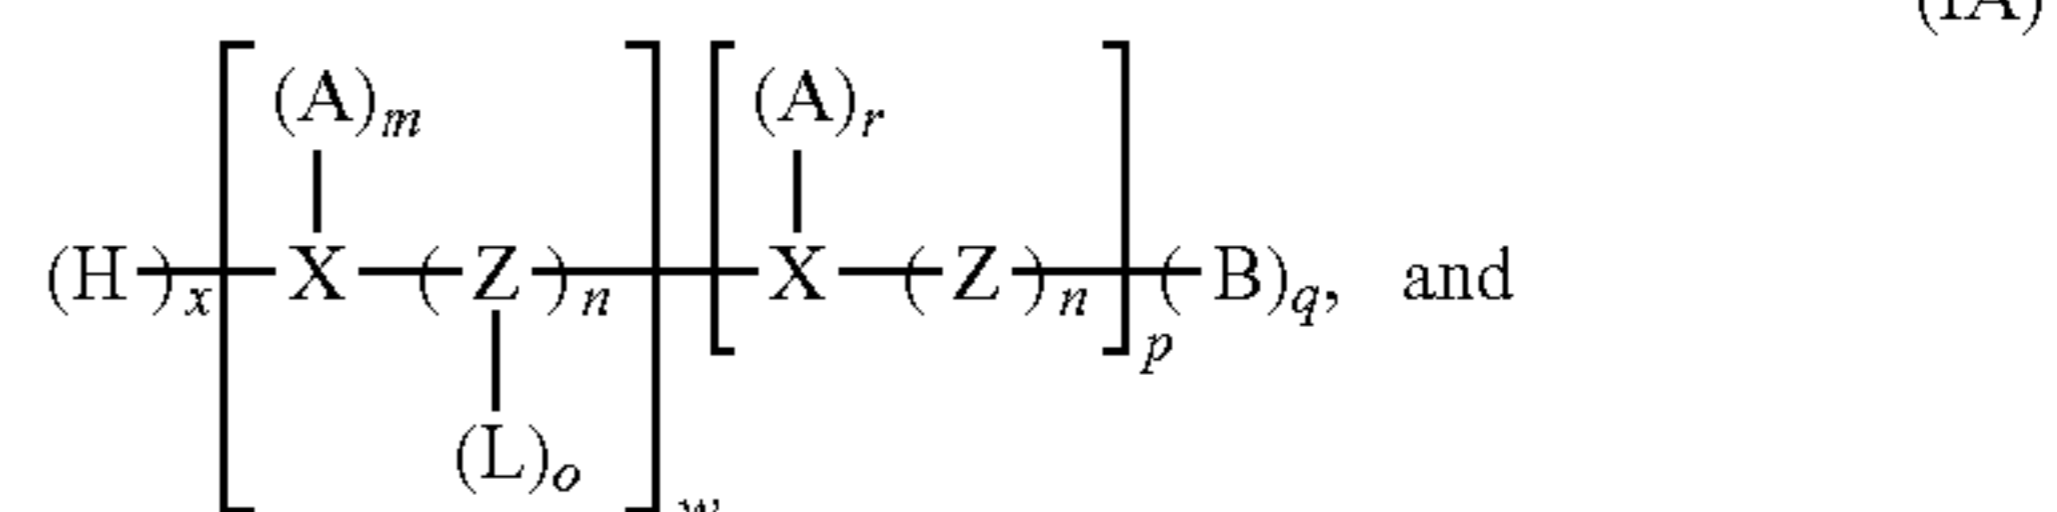 (IA)
(A)m (A)r
(H)x[X—(Z)n]w[X—(Z)n]p(B)q, and
(L)o